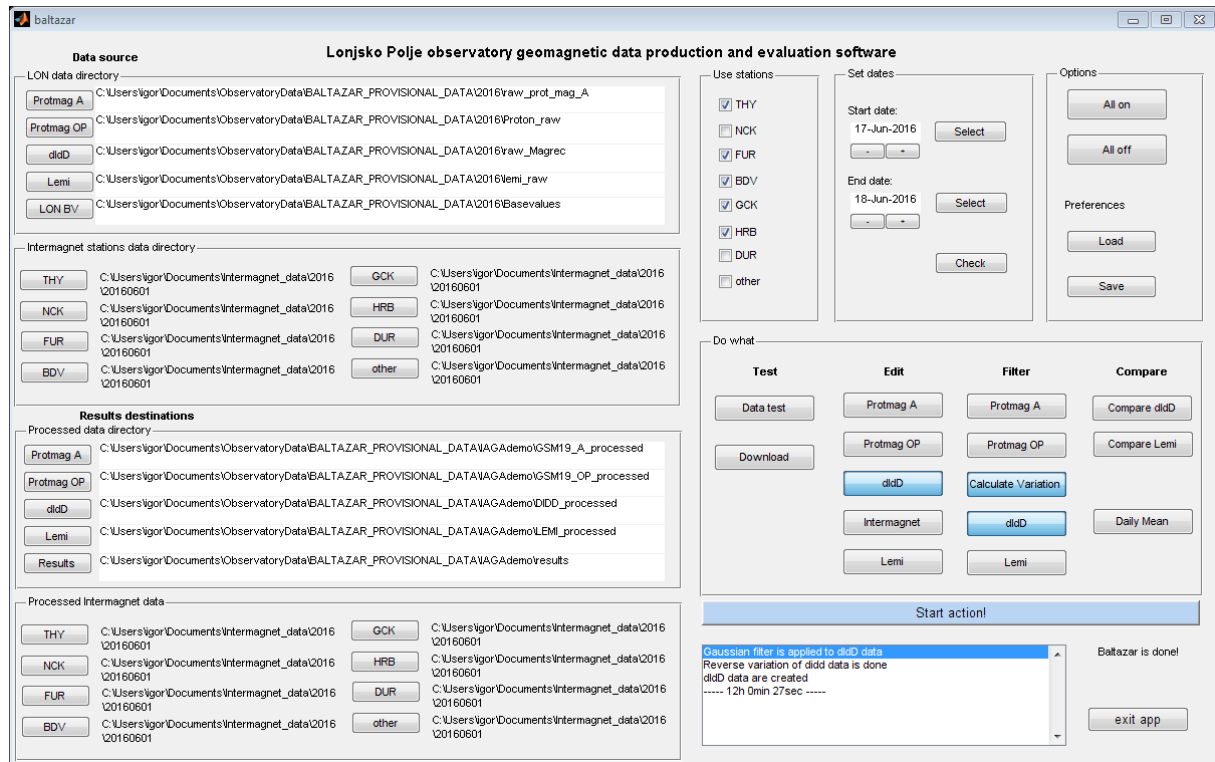 baltazar
Lonjsko Polje observatory geomagnetic data production and evaluation software
Data source
LON data directory
Protmag A C:\Users\igor\Documents\ObservatoryData\BALTAZAR_PROVISIONAL_DATA\2016\raw_prot_mag_A
Protmag OP C:\Users\igor\Documents\ObservatoryData\BALTAZAR_PROVISIONAL_DATA\2016\Proton_raw
dIdD C:\Users\igor\Documents\ObservatoryData\BALTAZAR_PROVISIONAL_DATA\2016\raw_Magrec
Lemi C:\Users\igor\Documents\ObservatoryData\BALTAZAR_PROVISIONAL_DATA\2016\lemi_raw
LON BV C:\Users\igor\Documents\ObservatoryData\BALTAZAR_PROVISIONAL_DATA\2016\Basevalues
Intermagnet stations data directory
THY C:\Users\igor\Documents\Intermagnet_data\2016
\20160601
NCK C:\Users\igor\Documents\Intermagnet_data\2016
\20160601
FUR C:\Users\igor\Documents\Intermagnet_data\2016
\20160601
BDV C:\Users\igor\Documents\Intermagnet_data\2016
\20160601
GCK C:\Users\igor\Documents\Intermagnet_data\2016
\20160601
HRB C:\Users\igor\Documents\Intermagnet_data\2016
\20160601
DUR C:\Users\igor\Documents\Intermagnet_data\2016
\20160601
other C:\Users\igor\Documents\Intermagnet_data\2016
\20160601
Results destinations
Processed data directory
Protmag A C:\Users\igor\Documents\ObservatoryData\BALTAZAR_PROVISIONAL_DATA\IAGAdemo\GSM19_A_processed
Protmag OP C:\Users\igor\Documents\ObservatoryData\BALTAZAR_PROVISIONAL_DATA\IAGAdemo\GSM19_OP_processed
dIdD C:\Users\igor\Documents\ObservatoryData\BALTAZAR_PROVISIONAL_DATA\IAGAdemo\DIDD_processed
Lemi C:\Users\igor\Documents\ObservatoryData\BALTAZAR_PROVISIONAL_DATA\IAGAdemo\LEMI_processed
Results C:\Users\igor\Documents\ObservatoryData\BALTAZAR_PROVISIONAL_DATA\IAGAdemo\results
Processed Intermagnet data
THY C:\Users\igor\Documents\Intermagnet_data\2016
\20160601
NCK C:\Users\igor\Documents\Intermagnet_data\2016
\20160601
FUR C:\Users\igor\Documents\Intermagnet_data\2016
\20160601
BDV C:\Users\igor\Documents\Intermagnet_data\2016
\20160601
GCK C:\Users\igor\Documents\Intermagnet_data\2016
\20160601
HRB C:\Users\igor\Documents\Intermagnet_data\2016
\20160601
DUR C:\Users\igor\Documents\Intermagnet_data\2016
\20160601
other C:\Users\igor\Documents\Intermagnet_data\2016
\20160601
Use stations
THY
NCK
FUR
BDV
GCK
HRB
DUR
other
Set dates
Start date:
17-Jun-2016 Select
- +
End date:
18-Jun-2016 Select
- +
Check
Options
All on
All off
Preferences
Load
Save
Do what
Test Edit Filter Compare
Data test Protmag A Protmag A Compare dIdD
Download Protmag OP Protmag OP Compare Lemi
dIdD Calculate Variation
Intermagnet dIdD Daily Mean
Lemi Lemi
Start action!
Gaussian filter is applied to dIdD data
Reverse variation of didd data is done
dIdD data are created
----- 12h 0min 27sec -----
Baltazar is done!
exit app